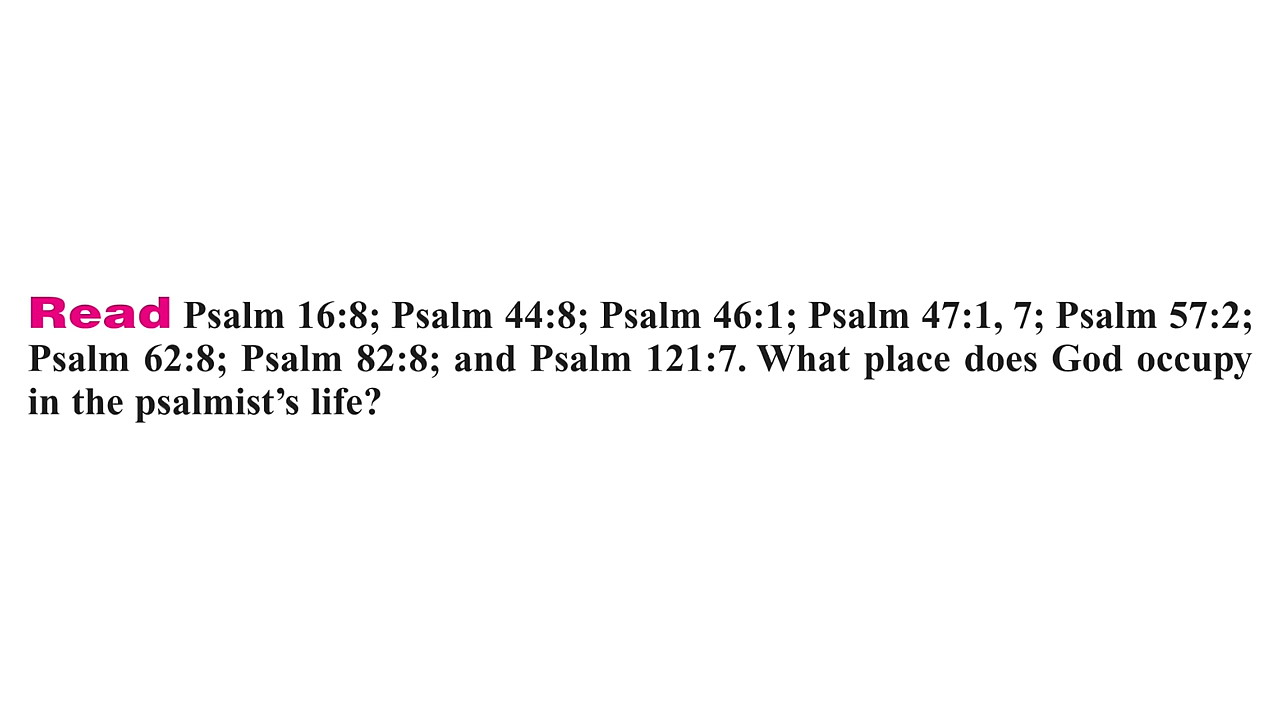 Read Psalm 16:8; Psalm 44:8; Psalm 46:1; Psalm 47:1, 7; Psalm 57:2;
Psalm 62:8; Psalm 82:8; and Psalm 121:7. What place does God occupy
in the psalmist’s life?